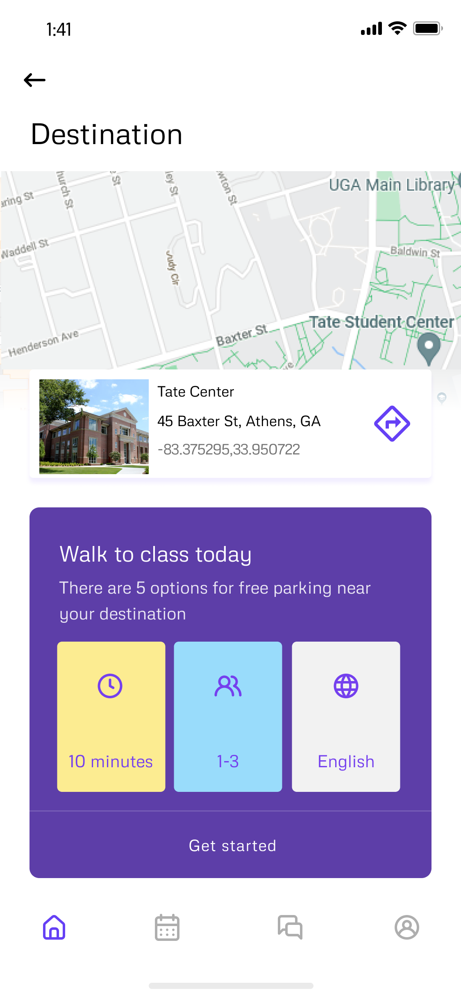 1:41
Destination
UGA Main Library
aring St
hurch St
St
ley St
wton St
Waddell St
Baldwin St
Judy Cir
Tate Student Center
Baxter St
Henderson Ave
Tate Center
45 Baxter St, Athens, GA
-83.375295,33.950722
Walk to class today
There are 5 options for free parking near
your destination
10 minutes
1-3
English
Get started